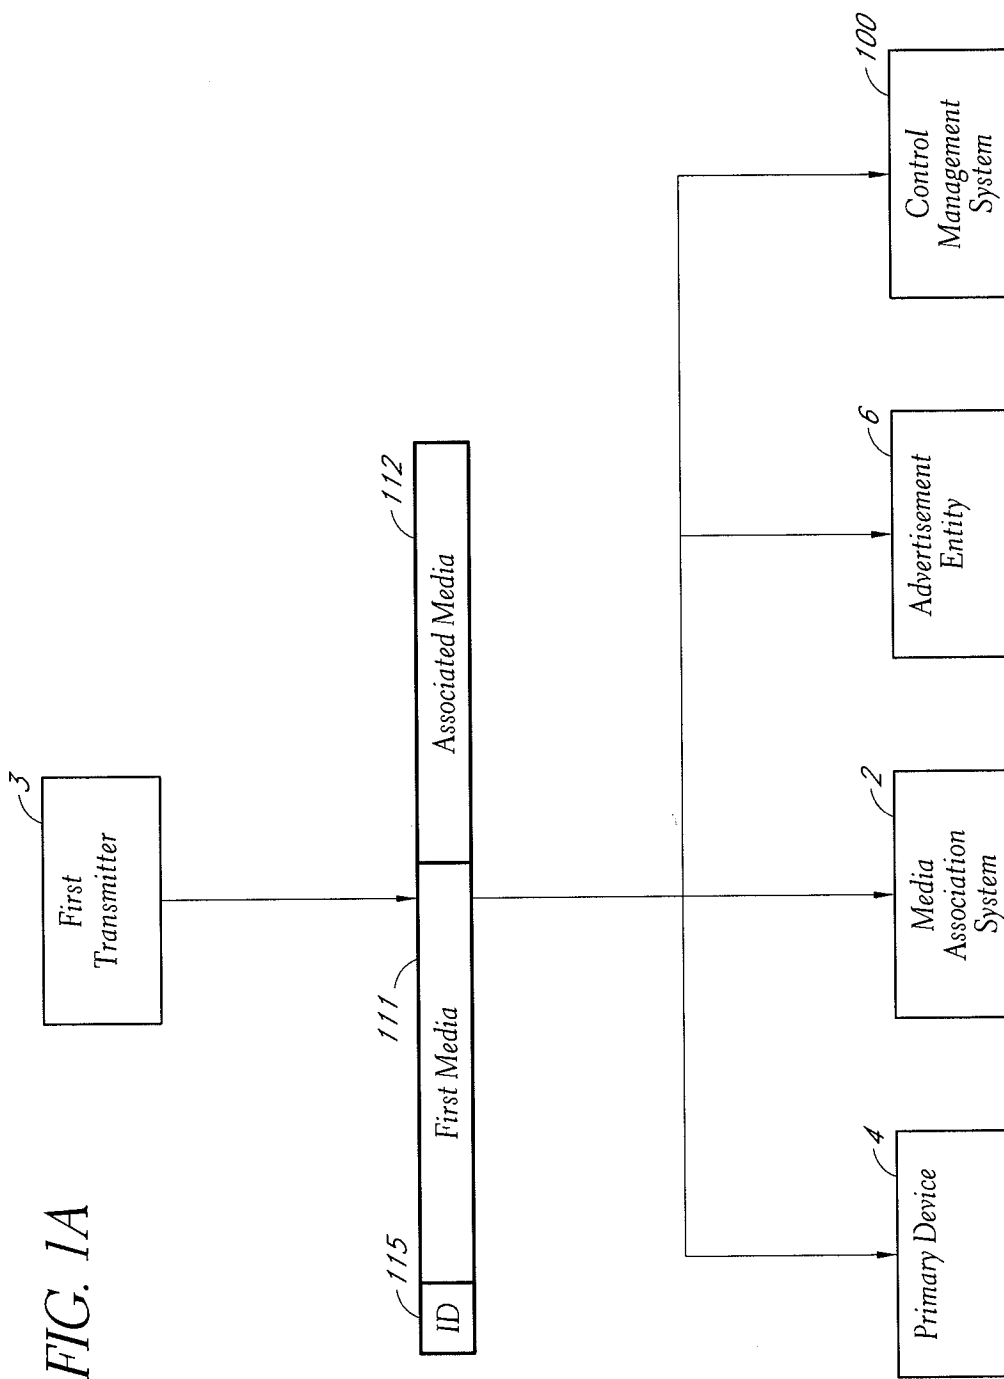 FIG. 1A
3
First
Transmitter
115
111
112
ID
First Media
Associated Media
4
Primary Device
2
Media
Association
System
6
Advertisement
Entity
100
Control
Management
System